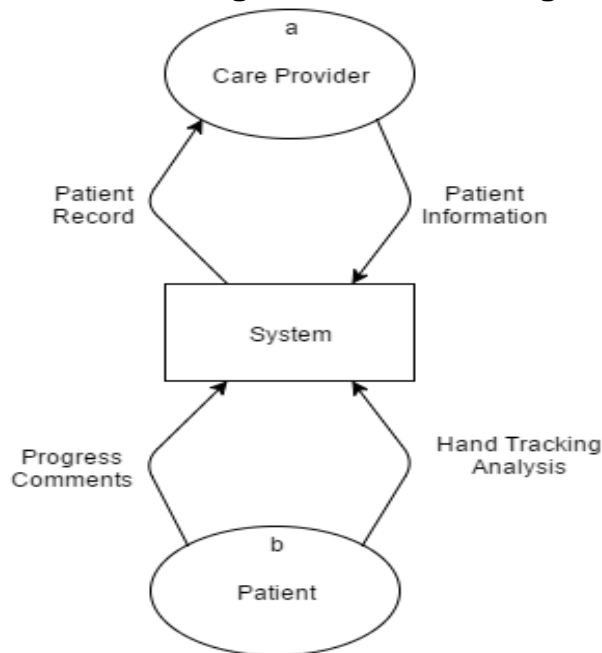 a
Care Provider
Patient
Record
Patient
Information
System
Progress
Comments
Hand Tracking
Analysis
b
Patient